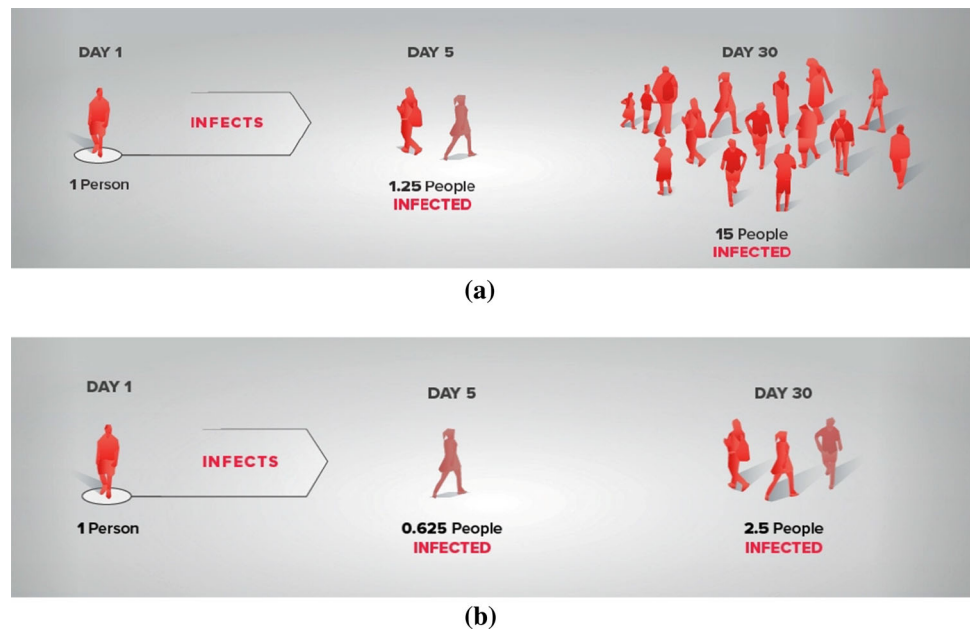 DAY 1
DAY 5
DAY 30
INFECTS
1 Person
1.25 People
INFECTED
15 People
INFECTED
(a)
DAY 1
DAY 5
DAY 30
INFECTS
1 Person
0.625 People
INFECTED
2.5 People
INFECTED
(b)